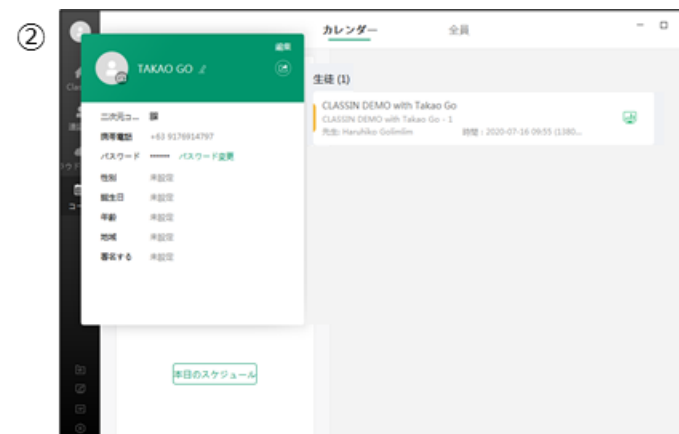 ②
カレンダー
全員
編集
TAKAO GO
生徒 (1)
CLASSIN DEMO with Takao Go
CLASSIN DEMO with Takao Go - 1
先生: Haruhiko Golimlim
時間：2020-07-16 09:55 (1380...
二次元コ...
携帯電話 +63 9176914797
パスワード •••••• パスワード変更
性別 未設定
誕生日 未設定
年齢 未設定
地域 未設定
署名する 未設定
本日のスケジュール